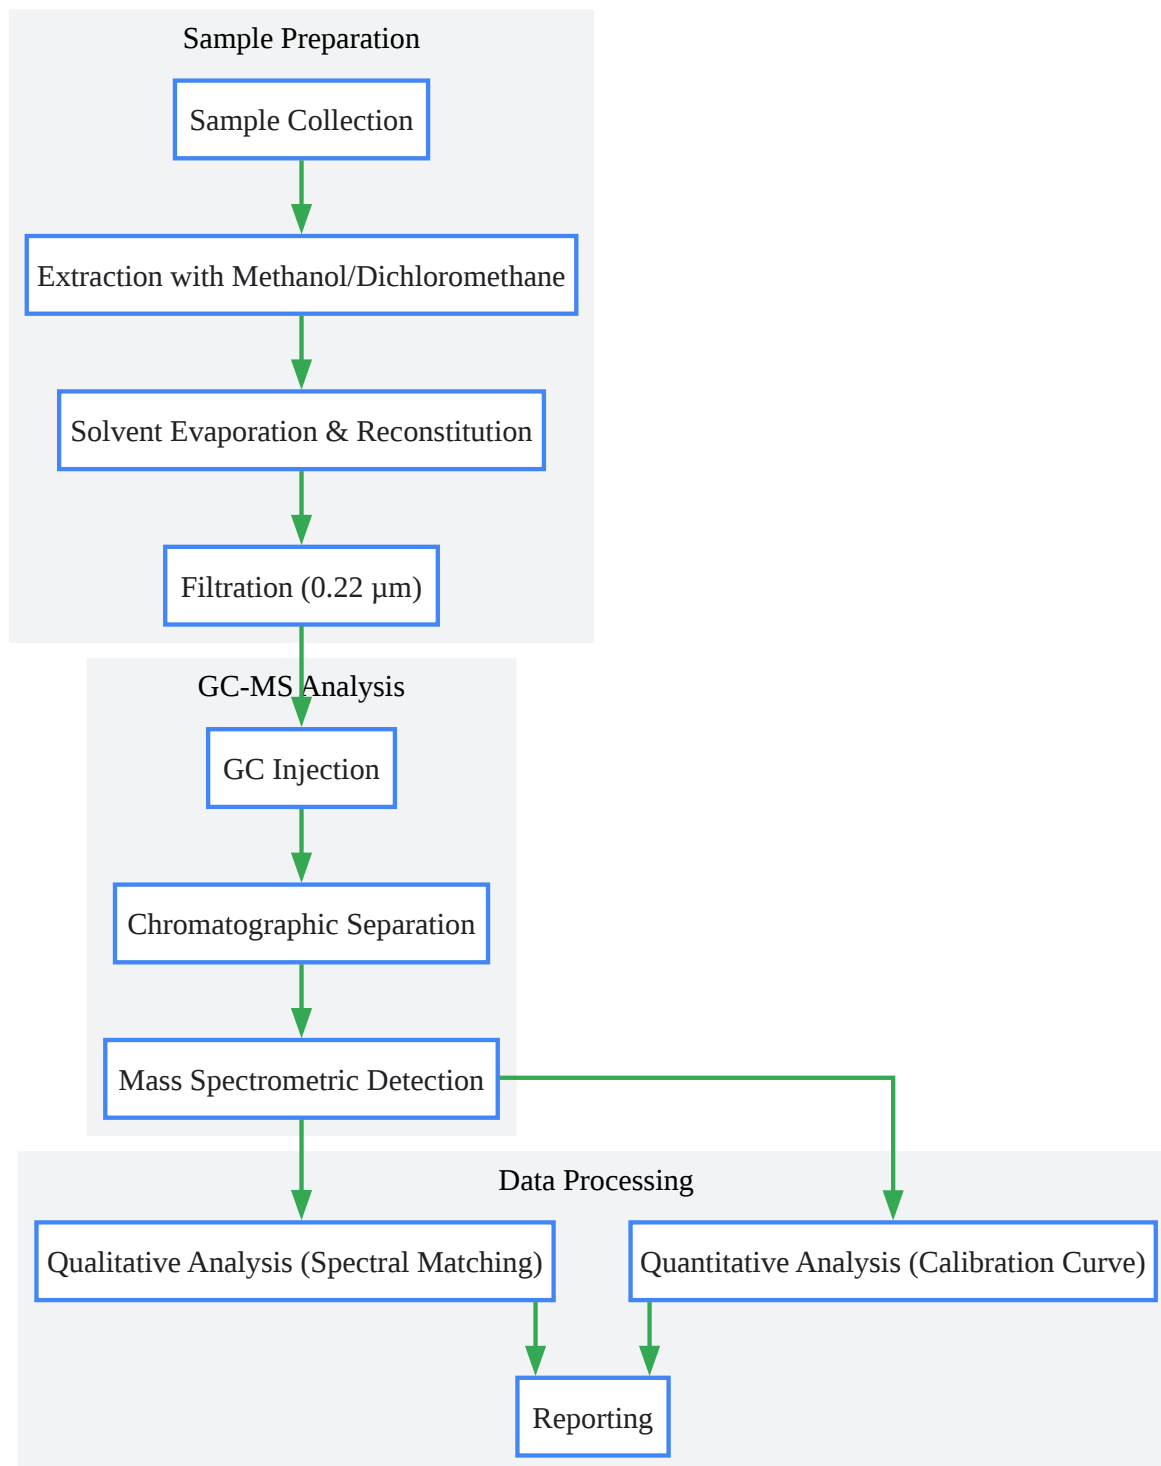 Sample Preparation
Sample Collection
Extraction with Methanol/Dichloromethane
Solvent Evaporation & Reconstitution
Filtration (0.22 µm)
GC-MS Analysis
GC Injection
Chromatographic Separation
Mass Spectrometric Detection
Data Processing
Qualitative Analysis (Spectral Matching)
Quantitative Analysis (Calibration Curve)
Reporting